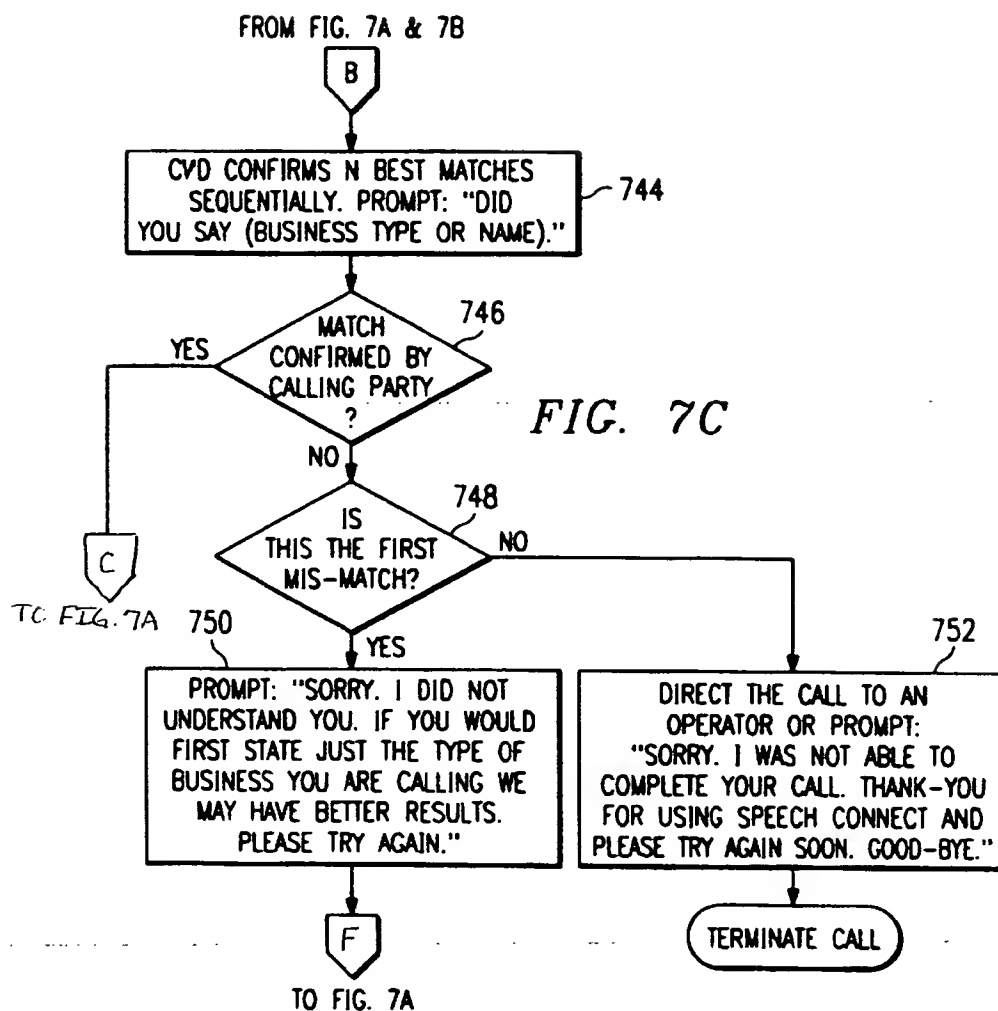 FROM FIG. 7A & 7B
B
CVD CONFIRMS N BEST MATCHES
SEQUENTIALLY. PROMPT: "DID
YOU SAY (BUSINESS TYPE OR NAME)."
744
MATCH
CONFIRMED BY
CALLING PARTY
?
746
YES
NO
FIG. 7C
IS
THIS THE FIRST
MIS-MATCH?
748
NO
YES
C
TO FIG. 7A
750
PROMPT: "SORRY. I DID NOT
UNDERSTAND YOU. IF YOU WOULD
FIRST STATE JUST THE TYPE OF
BUSINESS YOU ARE CALLING WE
MAY HAVE BETTER RESULTS.
PLEASE TRY AGAIN."
752
DIRECT THE CALL TO AN
OPERATOR OR PROMPT:
"SORRY. I WAS NOT ABLE TO
COMPLETE YOUR CALL. THANK-YOU
FOR USING SPEECH CONNECT AND
PLEASE TRY AGAIN SOON. GOOD-BYE."
F
TO FIG. 7A
TERMINATE CALL